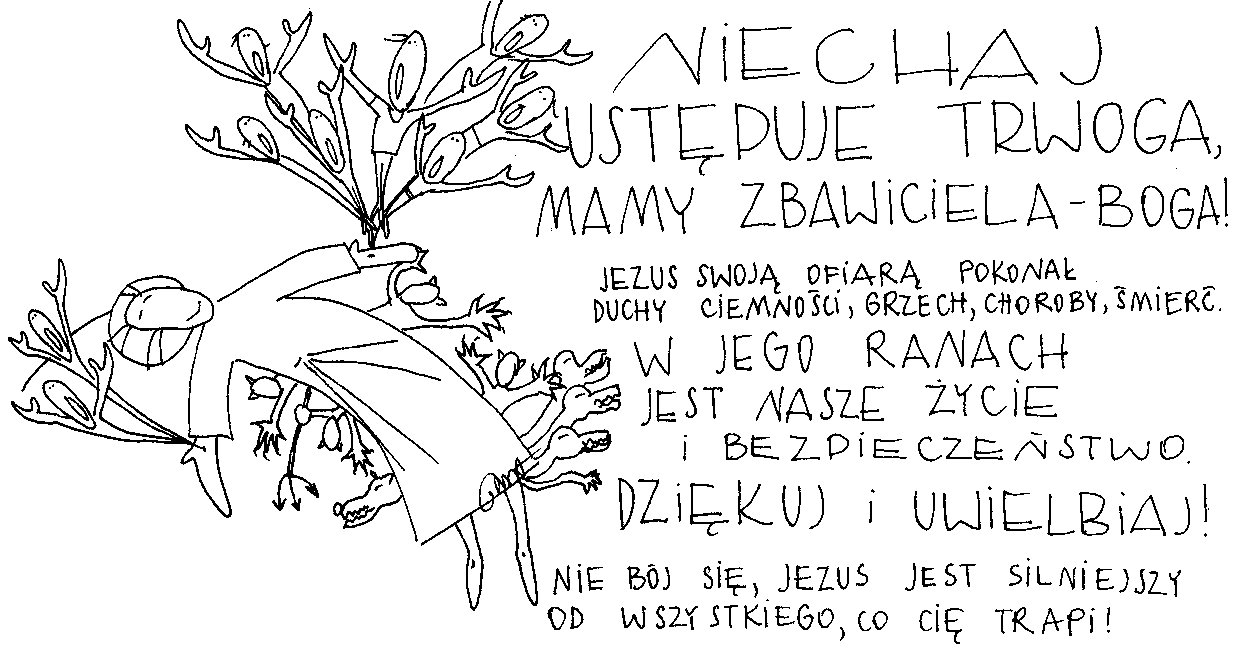 NIECHAJ
USTĘPUJE TRWOGA,
MAMY ZBAWICIELA-BOGA!
JEZUS SWOJĄ OFIARĄ POKONAŁ
DUCHY CIEMNOŚCI, GRZECH, CHOROBY, ŚMIERĆ.
W JEGO RANACH
JEST NASZE ŻYCIE
I BEZPIECZEŃSTWO.
DZIĘKUJ I UWIELBIAJ!
NIE BÓJ SIĘ, JEZUS JEST SILNIEJSZY
OD WSZYSTKIEGO, CO CIĘ TRAPI!